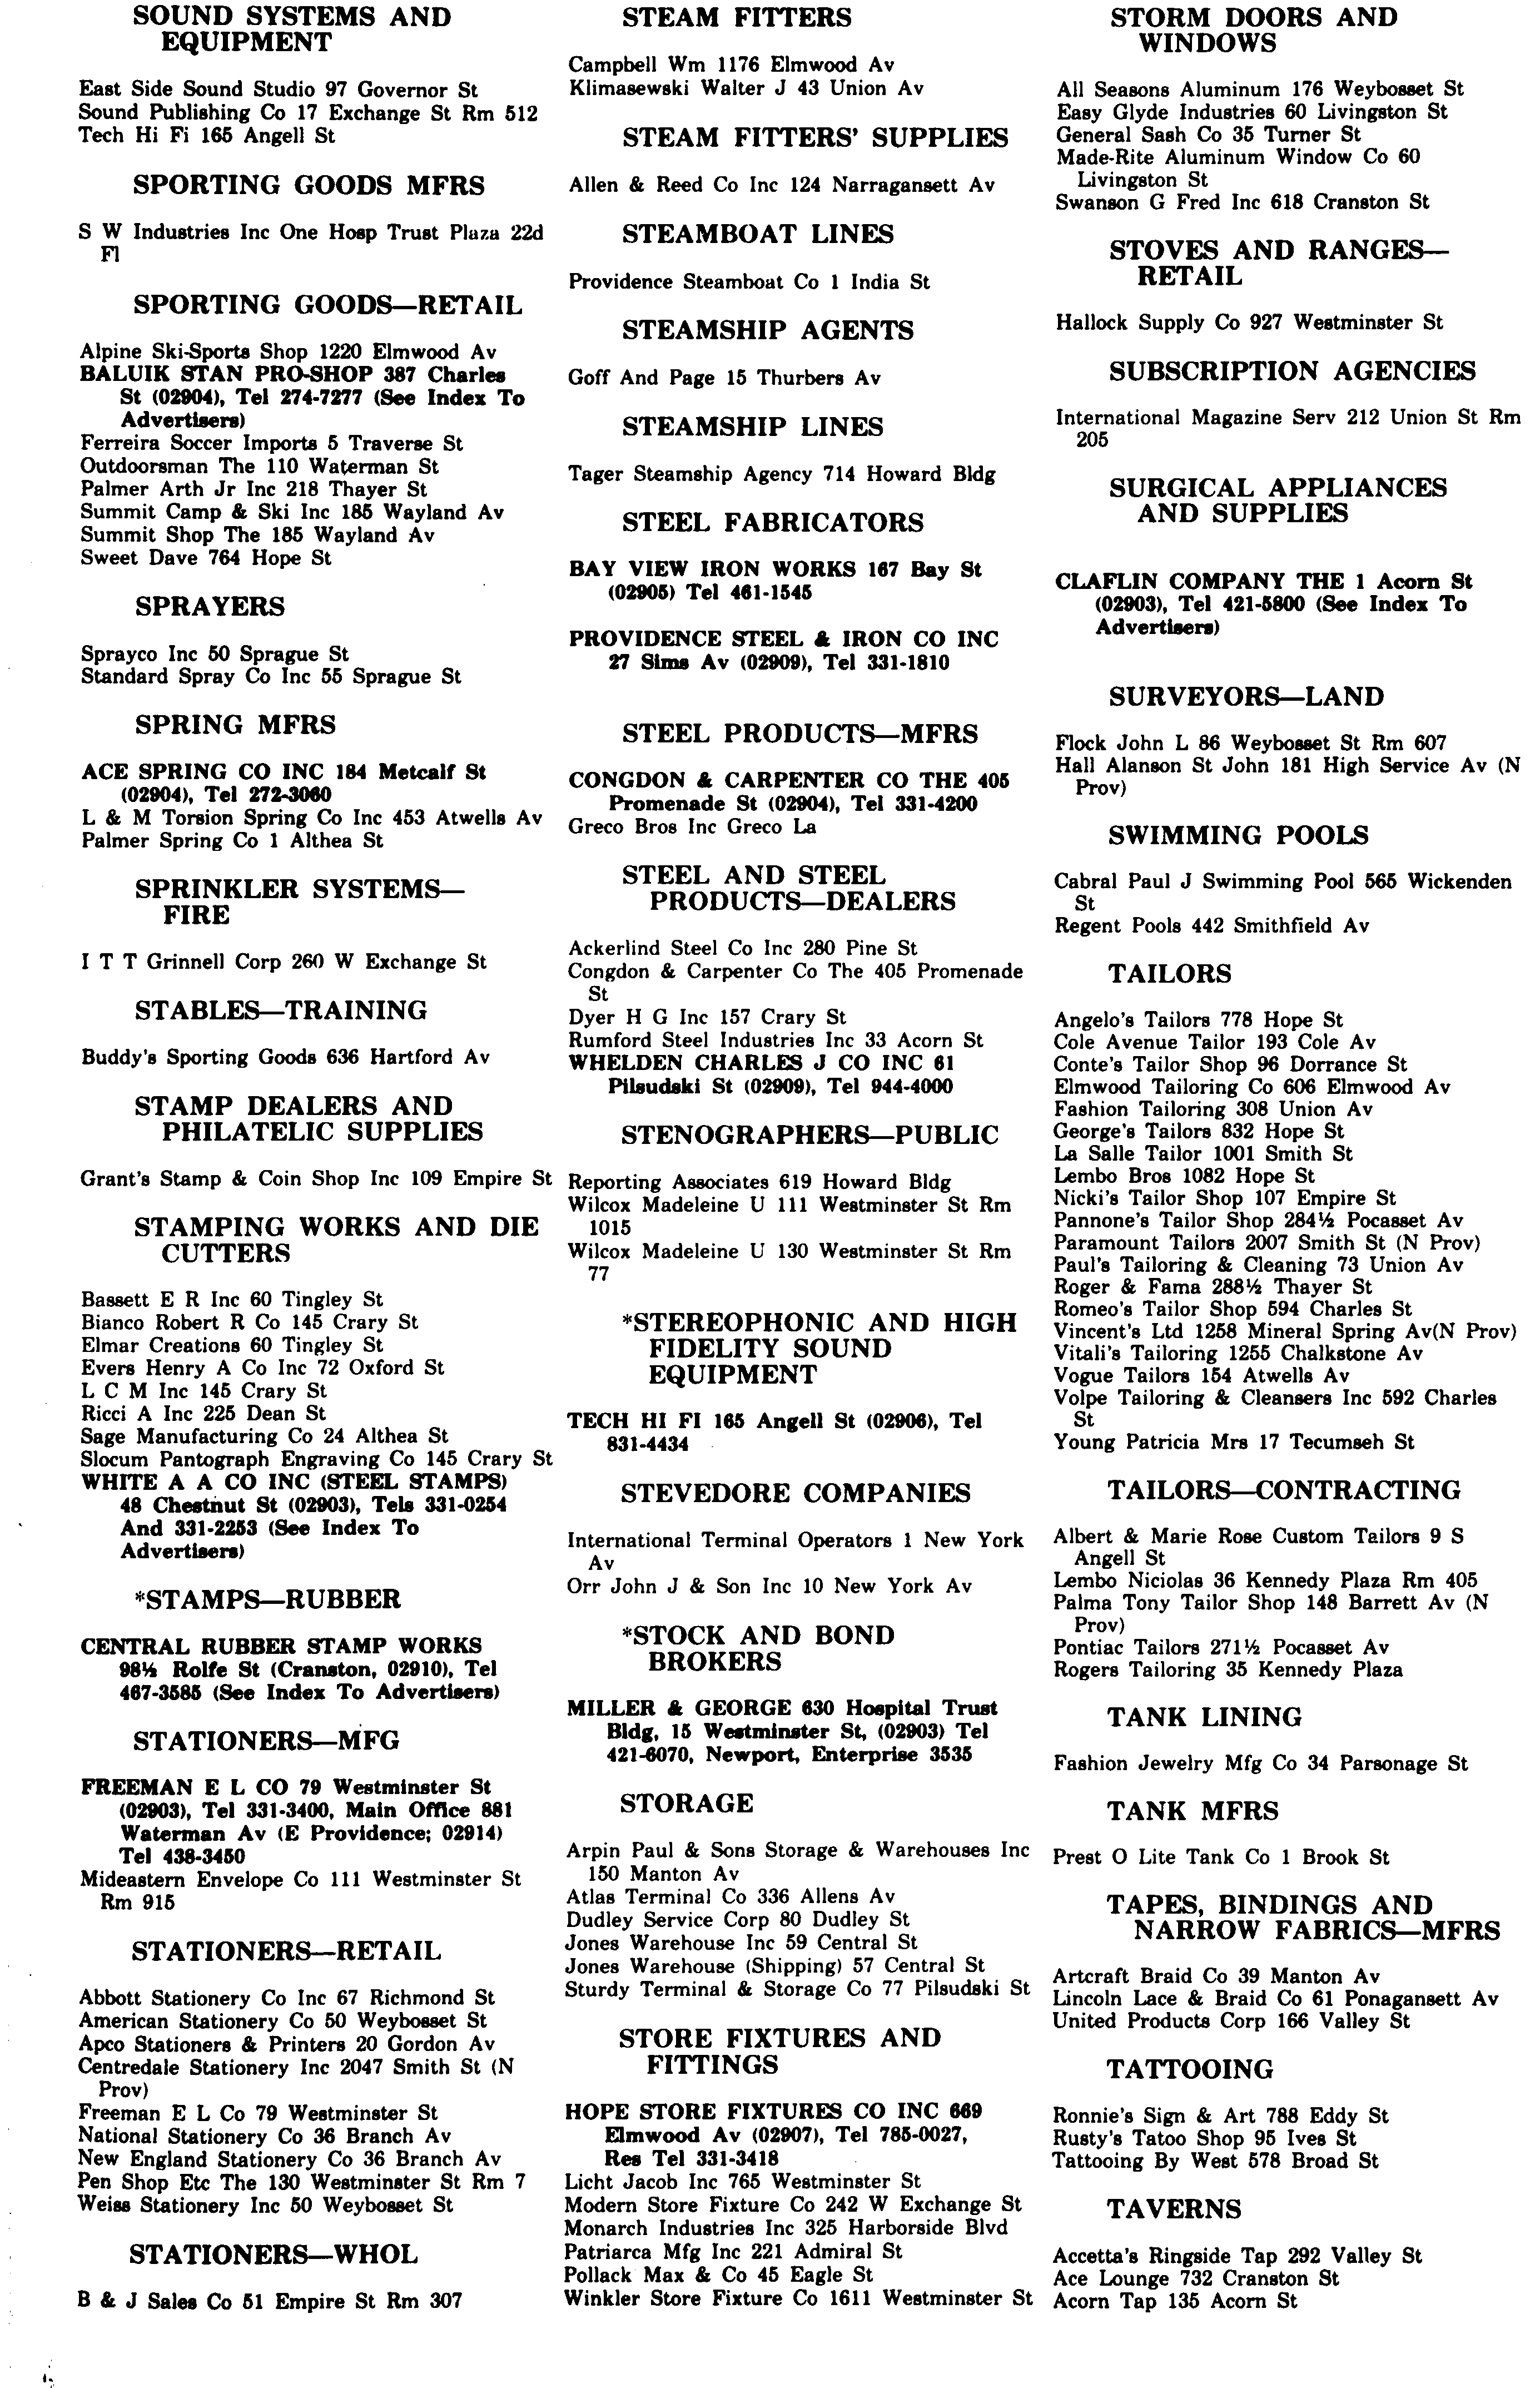 SOUND SYSTEMS AND
EQUIPMENT
East Side Sound Studio 97 Governor St
Sound Publishing Co 17 Exchange St Rm 512
Tech Hi Fi 165 Angell St
SPORTING GOODS MFRS
S W Industries Inc One Hosp Trust Plaza 22d
Fl
SPORTING GOODS—RETAIL
Alpine Ski-Sports Shop 1220 Elmwood Av
BALUIK STAN PRO-SHOP 387 Charles
St (02904), Tel 274-7277 (See Index To
Advertisers)
Ferreira Soccer Imports 5 Traverse St
Outdoorsman The 110 Waterman St
Palmer Arth Jr Inc 218 Thayer St
Summit Camp & Ski Inc 185 Wayland Av
Summit Shop The 185 Wayland Av
Sweet Dave 764 Hope St
SPRAYERS
Sprayco Inc 50 Sprague St
Standard Spray Co Inc 55 Sprague St
SPRING MFRS
ACE SPRING CO INC 184 Metcalf St
(02904), Tel 272-3060
L & M Torsion Spring Co Inc 453 Atwells Av
Palmer Spring Co 1 Althea St
SPRINKLER SYSTEMS—
FIRE
I T T Grinnell Corp 260 W Exchange St
STABLES—TRAINING
Buddy's Sporting Goods 636 Hartford Av
STAMP DEALERS AND
PHILATELIC SUPPLIES
Grant's Stamp & Coin Shop Inc 109 Empire St
STAMPING WORKS AND DIE
CUTTERS
Bassett E R Inc 60 Tingley St
Bianco Robert R Co 145 Crary St
Elmar Creations 60 Tingley St
Evers Henry A Co Inc 72 Oxford St
L C M Inc 145 Crary St
Ricci A Inc 225 Dean St
Sage Manufacturing Co 24 Althea St
Slocum Pantograph Engraving Co 145 Crary St
WHITE A A CO INC (STEEL STAMPS)
48 Chestnut St (02903), Tels 331-0254
And 331-2253 (See Index To
Advertisers)
*STAMPS—RUBBER
CENTRAL RUBBER STAMP WORKS
98½ Rolfe St (Cranston, 02910), Tel
467-3585 (See Index To Advertisers)
STATIONERS—MFG
FREEMAN E L CO 79 Westminster St
(02903), Tel 331-3400, Main Office 881
Waterman Av (E Providence; 02914)
Tel 438-3450
Mideastern Envelope Co 111 Westminster St
Rm 915
STATIONERS—RETAIL
Abbott Stationery Co Inc 67 Richmond St
American Stationery Co 50 Weybosset St
Apco Stationers & Printers 20 Gordon Av
Centredale Stationery Inc 2047 Smith St (N
Prov)
Freeman E L Co 79 Westminster St
National Stationery Co 36 Branch Av
New England Stationery Co 36 Branch Av
Pen Shop Etc The 130 Westminster St Rm 7
Weiss Stationery Inc 50 Weybosset St
STATIONERS—WHOL
B & J Sales Co 51 Empire St Rm 307
STEAM FITTERS
Campbell Wm 1176 Elmwood Av
Klimasewski Walter J 43 Union Av
STEAM FITTERS' SUPPLIES
Allen & Reed Co Inc 124 Narragansett Av
STEAMBOAT LINES
Providence Steamboat Co 1 India St
STEAMSHIP AGENTS
Goff And Page 15 Thurbers Av
STEAMSHIP LINES
Tager Steamship Agency 714 Howard Bldg
STEEL FABRICATORS
BAY VIEW IRON WORKS 167 Bay St
(02905) Tel 461-1545
PROVIDENCE STEEL & IRON CO INC
27 Sims Av (02909), Tel 331-1810
STEEL PRODUCTS—MFRS
CONGDON & CARPENTER CO THE 405
Promenade St (02904), Tel 331-4200
Greco Bros Inc Greco La
STEEL AND STEEL
PRODUCTS—DEALERS
Ackerlind Steel Co Inc 280 Pine St
Congdon & Carpenter Co The 405 Promenade
St
Dyer H G Inc 157 Crary St
Rumford Steel Industries Inc 33 Acorn St
WHELDEN CHARLES J CO INC 61
Pilsudski St (02909), Tel 944-4000
STENOGRAPHERS—PUBLIC
Reporting Associates 619 Howard Bldg
Wilcox Madeleine U 111 Westminster St Rm
1015
Wilcox Madeleine U 130 Westminster St Rm
77
*STEREOPHONIC AND HIGH
FIDELITY SOUND
EQUIPMENT
TECH HI FI 165 Angell St (02906), Tel
831-4434
STEVEDORE COMPANIES
International Terminal Operators 1 New York
Av
Orr John J & Son Inc 10 New York Av
*STOCK AND BOND
BROKERS
MILLER & GEORGE 630 Hospital Trust
Bldg, 15 Westminster St, (02903) Tel
421-6070, Newport, Enterprise 3535
STORAGE
Arpin Paul & Sons Storage & Warehouses Inc
150 Manton Av
Atlas Terminal Co 336 Allens Av
Dudley Service Corp 80 Dudley St
Jones Warehouse Inc 59 Central St
Jones Warehouse (Shipping) 57 Central St
Sturdy Terminal & Storage Co 77 Pilsudski St
STORE FIXTURES AND
FITTINGS
HOPE STORE FIXTURES CO INC 669
Elmwood Av (02907), Tel 785-0027,
Res Tel 331-3418
Licht Jacob Inc 765 Westminster St
Modern Store Fixture Co 242 W Exchange St
Monarch Industries Inc 325 Harborside Blvd
Patriarca Mfg Inc 221 Admiral St
Pollack Max & Co 45 Eagle St
Winkler Store Fixture Co 1611 Westminster St
STORM DOORS AND
WINDOWS
All Seasons Aluminum 176 Weybosset St
Easy Glyde Industries 60 Livingston St
General Sash Co 35 Turner St
Made-Rite Aluminum Window Co 60
Livingston St
Swanson G Fred Inc 618 Cranston St
STOVES AND RANGES—
RETAIL
Hallock Supply Co 927 Westminster St
SUBSCRIPTION AGENCIES
International Magazine Serv 212 Union St Rm
205
SURGICAL APPLIANCES
AND SUPPLIES
CLAFLIN COMPANY THE 1 Acorn St
(02903), Tel 421-5800 (See Index To
Advertisers)
SURVEYORS—LAND
Flock John L 86 Weybosset St Rm 607
Hall Alanson St John 181 High Service Av (N
Prov)
SWIMMING POOLS
Cabral Paul J Swimming Pool 565 Wickenden
St
Regent Pools 442 Smithfield Av
TAILORS
Angelo's Tailors 778 Hope St
Cole Avenue Tailor 193 Cole Av
Conte's Tailor Shop 96 Dorrance St
Elmwood Tailoring Co 606 Elmwood Av
Fashion Tailoring 308 Union Av
George's Tailors 832 Hope St
La Salle Tailor 1001 Smith St
Lembo Bros 1082 Hope St
Nicki's Tailor Shop 107 Empire St
Pannone's Tailor Shop 284½ Pocasset Av
Paramount Tailors 2007 Smith St (N Prov)
Paul's Tailoring & Cleaning 73 Union Av
Roger & Fama 288½ Thayer St
Romeo's Tailor Shop 594 Charles St
Vincent's Ltd 1258 Mineral Spring Av(N Prov)
Vitali's Tailoring 1255 Chalkstone Av
Vogue Tailors 154 Atwells Av
Volpe Tailoring & Cleansers Inc 592 Charles
St
Young Patricia Mrs 17 Tecumseh St
TAILORS—CONTRACTING
Albert & Marie Rose Custom Tailors 9 S
Angell St
Lembo Niciolas 36 Kennedy Plaza Rm 405
Palma Tony Tailor Shop 148 Barrett Av (N
Prov)
Pontiac Tailors 271½ Pocasset Av
Rogers Tailoring 35 Kennedy Plaza
TANK LINING
Fashion Jewelry Mfg Co 34 Parsonage St
TANK MFRS
Prest O Lite Tank Co 1 Brook St
TAPES, BINDINGS AND
NARROW FABRICS—MFRS
Artcraft Braid Co 39 Manton Av
Lincoln Lace & Braid Co 61 Ponagansett Av
United Products Corp 166 Valley St
TATTOOING
Ronnie's Sign & Art 788 Eddy St
Rusty's Tatoo Shop 95 Ives St
Tattooing By West 578 Broad St
TAVERNS
Accetta's Ringside Tap 292 Valley St
Ace Lounge 732 Cranston St
Acorn Tap 135 Acorn St